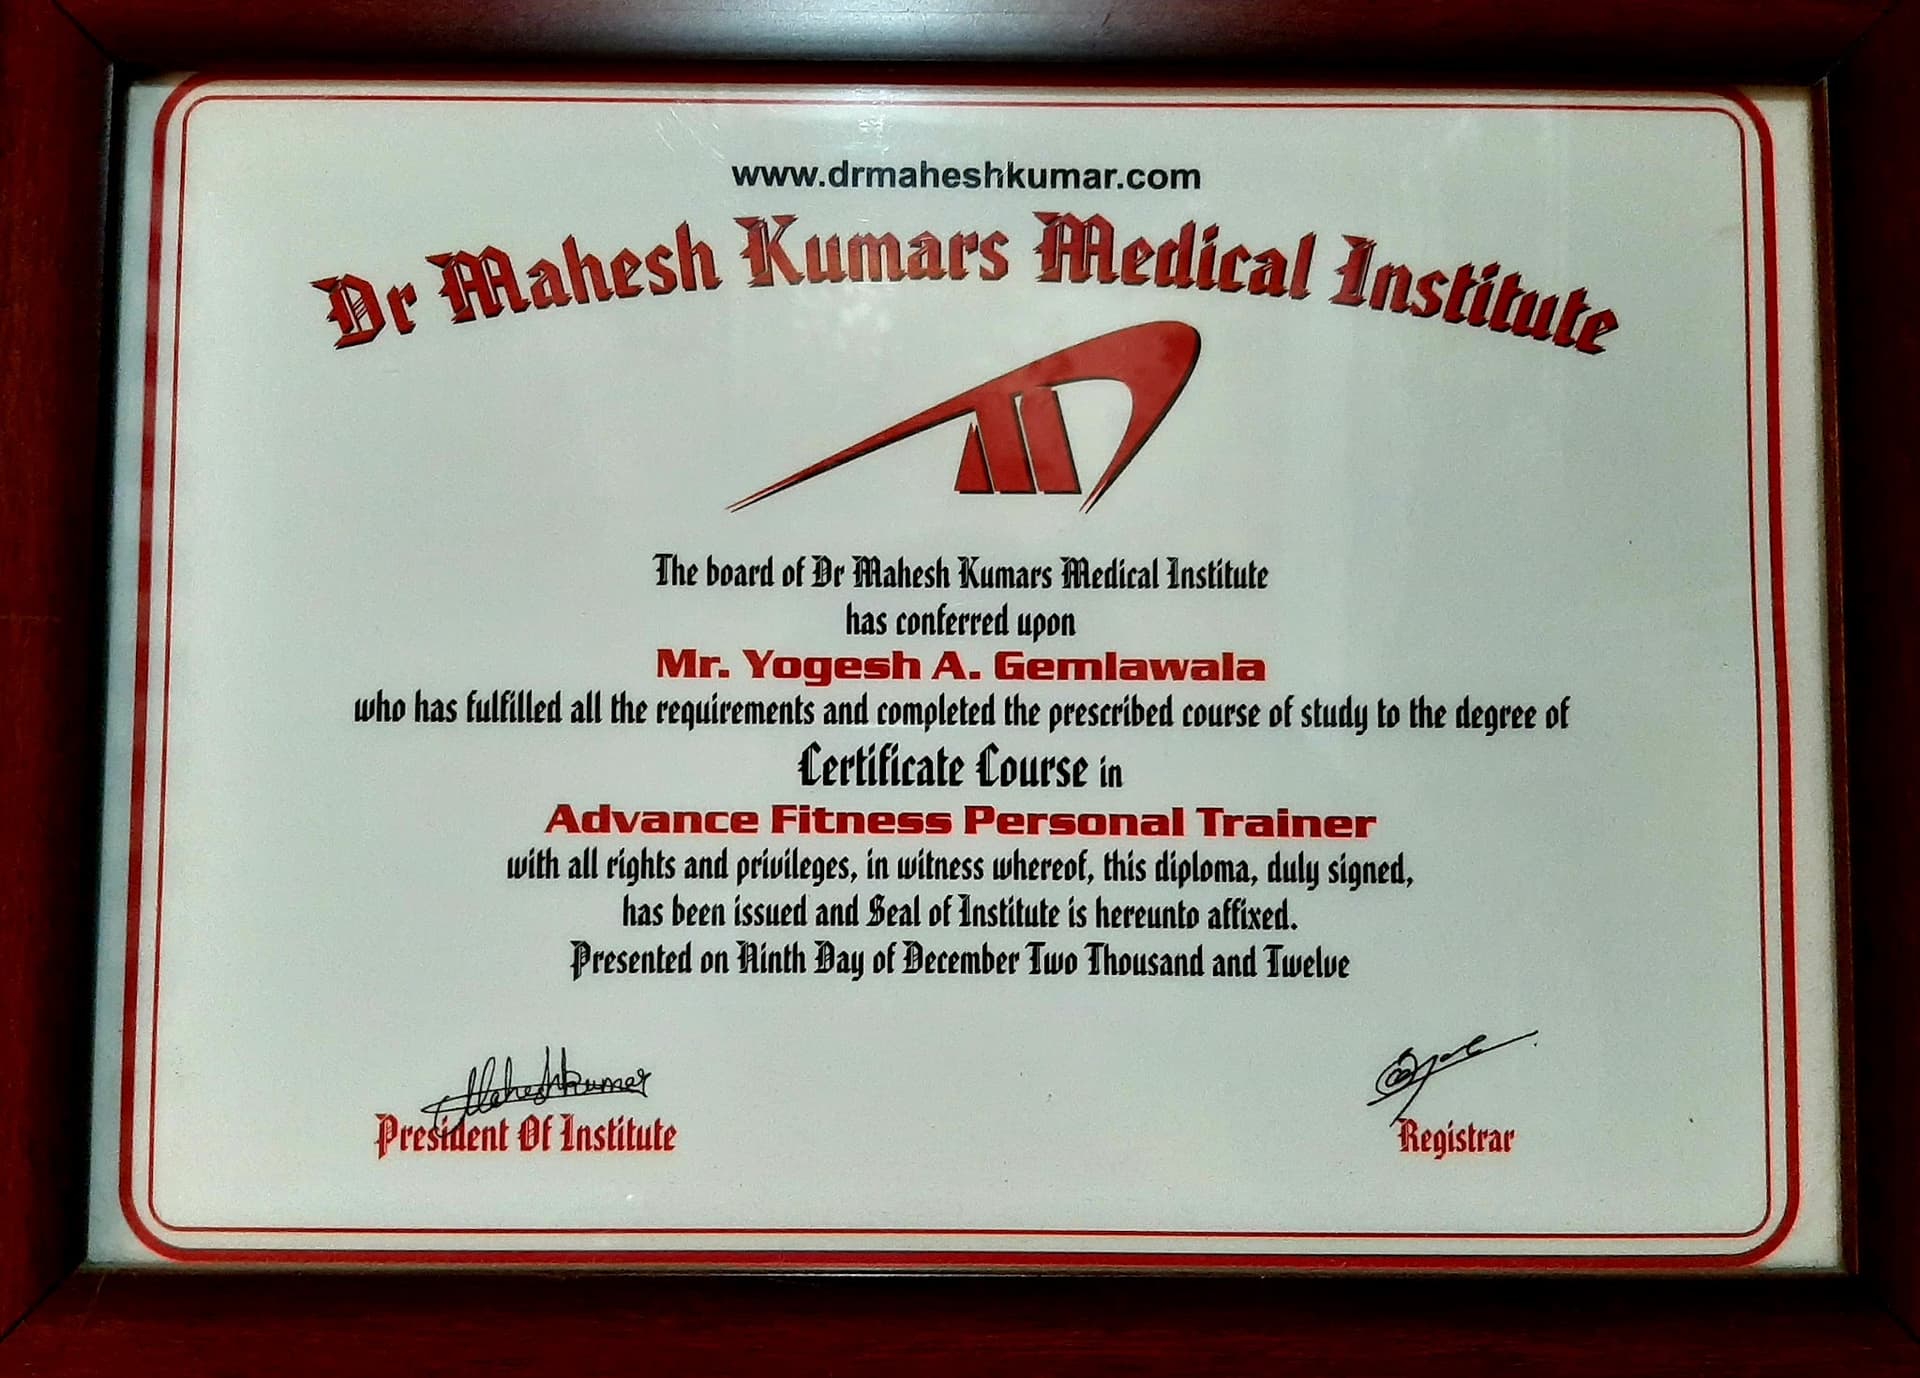 www.drmaheshkumar.com
Dr Mahesh Kumars Medical Institute
The board of Dr Mahesh Kumars Medical Institute
has conferred upon
Mr. Yogesh A. Gemlawala
who has fulfilled all the requirements and completed the prescribed course of study to the degree of
Certificate Course in
Advance Fitness Personal Trainer
with all rights and privileges, in witness whereof, this diploma, duly signed,
has been issued and Seal of Institute is hereunto affixed.
Presented on Ninth Day of December Two Thousand and Twelve
Maheshkumar
President Of Institute
Registrar